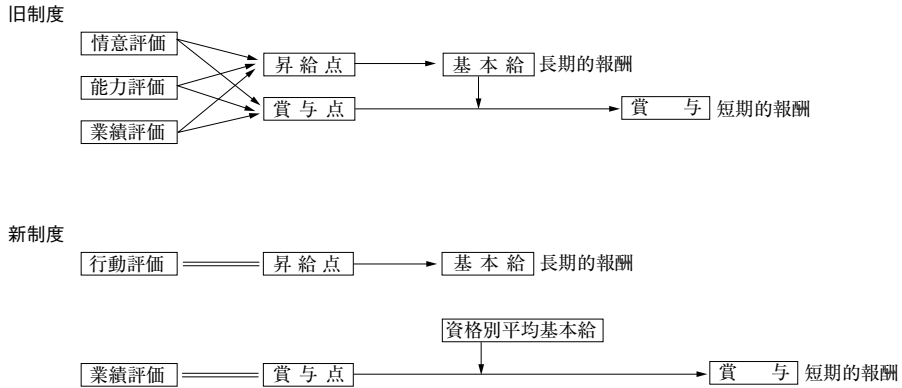 旧制度
情意評価
昇給点 基本給 長期的報酬
能力評価
賞与点 賞与 短期的報酬
業績評価
新制度
行動評価 昇給点 基本給 長期的報酬
資格別平均基本給
業績評価 賞与点 賞与 短期的報酬